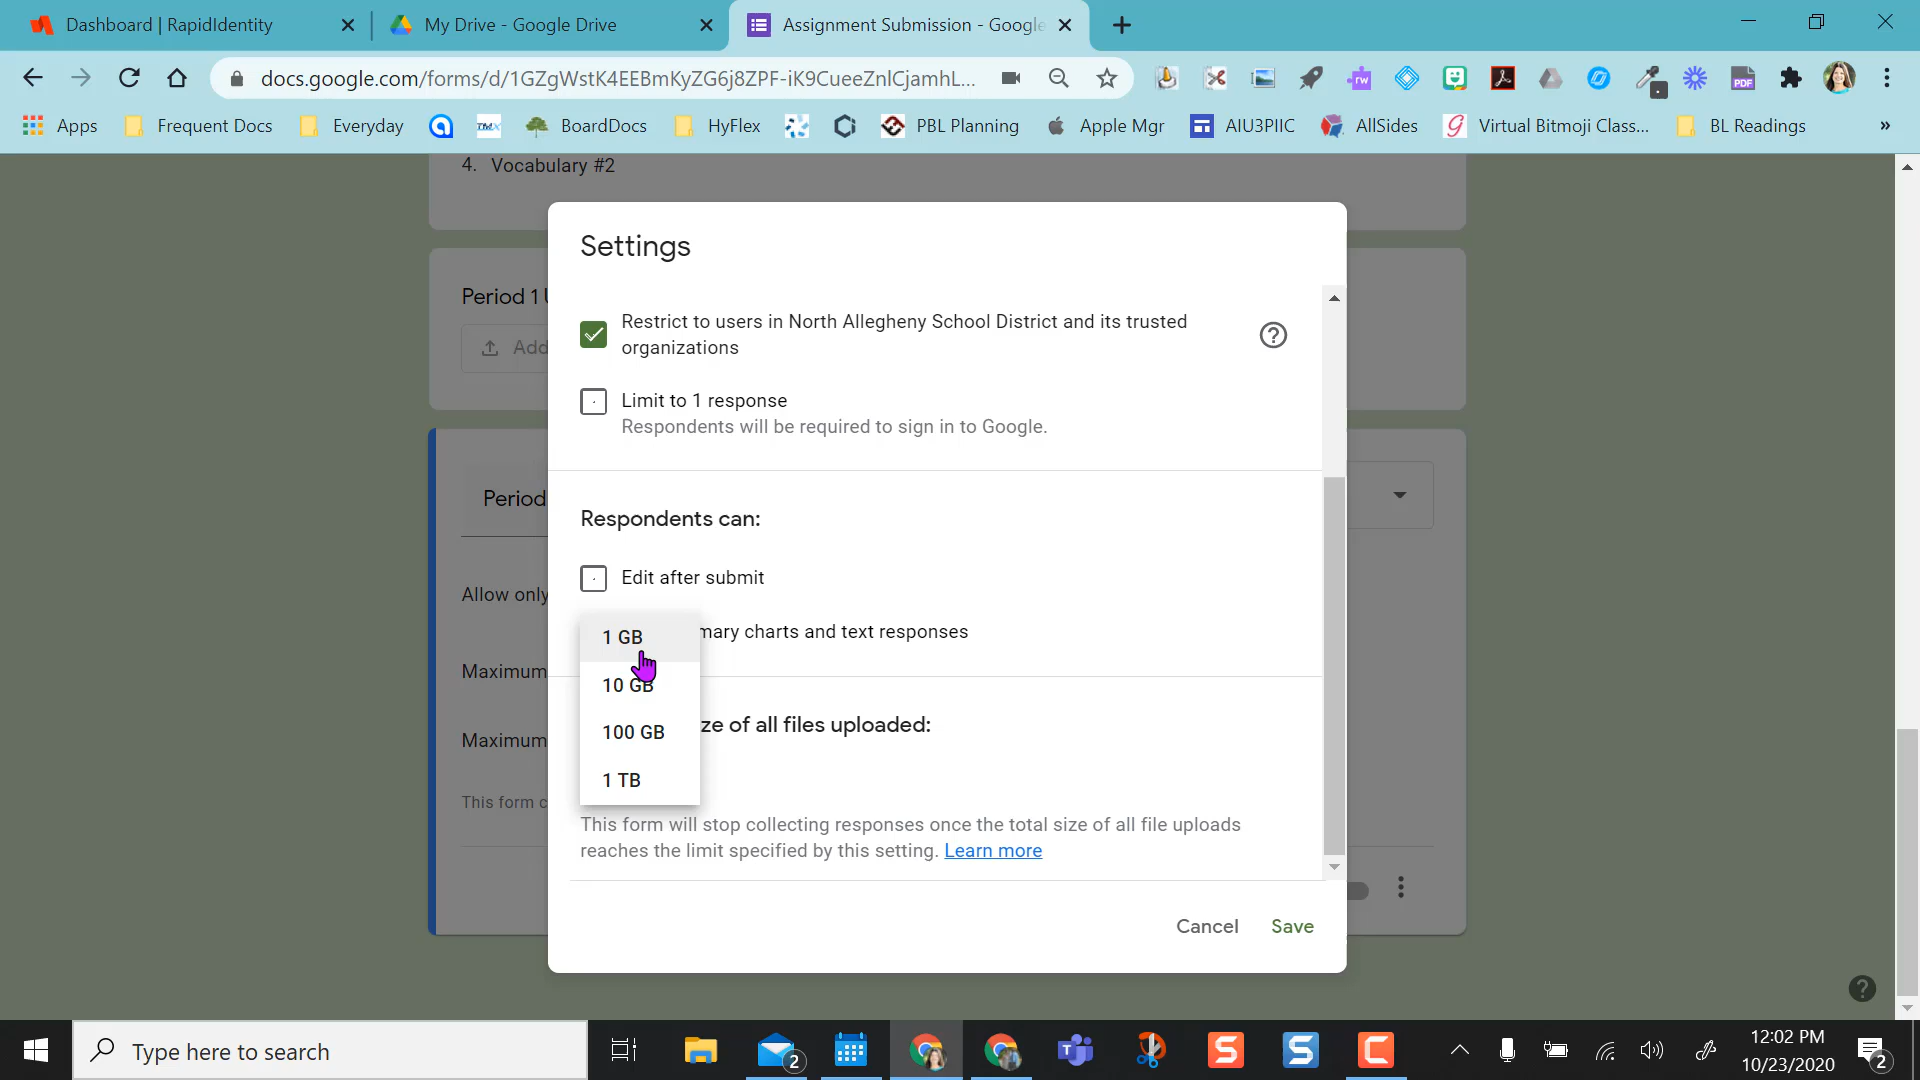 Dashboard | RapidIdentity
My Drive - Google Drive
Assignment Submission - Google
docs.google.com/forms/d/1GZgWstK4EEBmKyZG6j8ZPF-iK9CueeZnlCjamhL...
Apps
Frequent Docs
Everyday
BoardDocs
HyFlex
PBL Planning
Apple Mgr
AIU3PIIC
AllSides
Virtual Bitmoji Class...
BL Readings
»
4. Vocabulary #2
Settings
Period 1 U
Restrict to users in North Allegheny School District and its trusted
organizations
Add
Limit to 1 response
Respondents will be required to sign in to Google.
Period
Respondents can:
Edit after submit
Allow only
1 GB
mary charts and text responses
Maximum
10 GB
100 GB
ze of all files uploaded:
Maximum
1 TB
This form c
This form will stop collecting responses once the total size of all file uploads
reaches the limit specified by this setting. Learn more
Cancel
Save
Type here to search
2
12:02 PM
10/23/2020
2